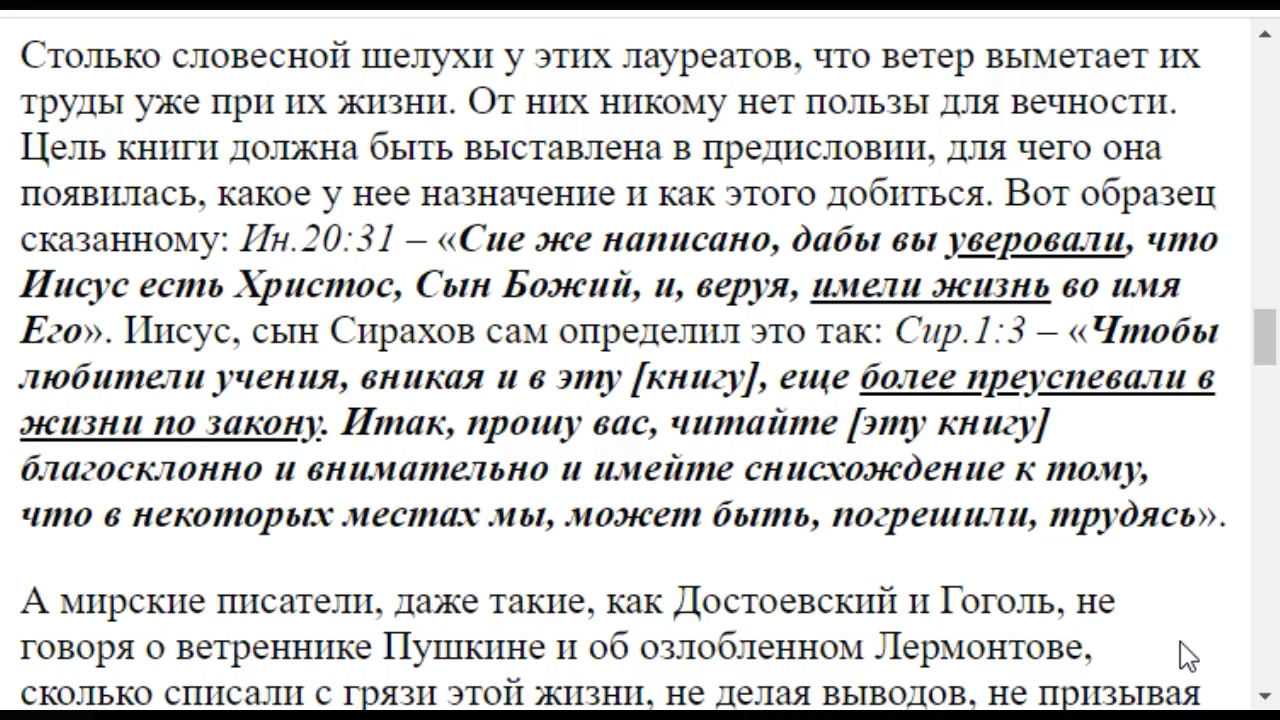 Столько словесной шелухи у этих лауреатов, что ветер выметает их
труды уже при их жизни. От них никому нет пользы для вечности.
Цель книги должна быть выставлена в предисловии, для чего она
появилась, какое у нее назначение и как этого добиться. Вот образец
сказанному: Ин.20:31 – «Сие же написано, дабы вы уверовали, что
Иисус есть Христос, Сын Божий, и, веруя, имели жизнь во имя
Его». Иисус, сын Сирахов сам определил это так: Сир.1:3 – «Чтобы
любители учения, вникая и в эту [книгу], еще более преуспевали в
жизни по закону. Итак, прошу вас, читайте [эту книгу]
благосклонно и внимательно и имейте снисхождение к тому,
что в некоторых местах мы, может быть, погрешили, трудясь».
А мирские писатели, даже такие, как Достоевский и Гоголь, не
говоря о ветреннике Пушкине и об озлобленном Лермонтове,
сколько списали с грязи этой жизни, не делая выводов, не призывая